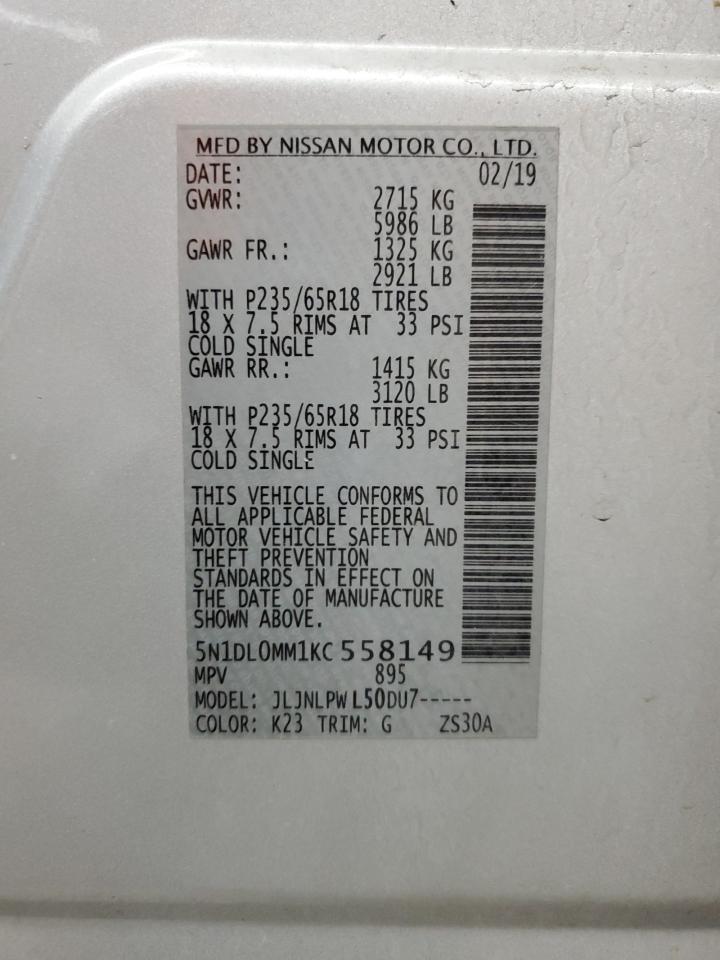 MFD BY NISSAN MOTOR CO., LTD.
DATE: 02/19
GVWR: 2715 KG
5986 LB
GAWR FR.: 1325 KG
2921 LB
WITH P235/65R18 TIRES
18 X 7.5 RIMS AT 33 PSI
COLD SINGLE
GAWR RR.: 1415 KG
3120 LB
WITH P235/65R18 TIRES
18 X 7.5 RIMS AT 33 PSI
COLD SINGLE
THIS VEHICLE CONFORMS TO
ALL APPLICABLE FEDERAL
MOTOR VEHICLE SAFETY AND
THEFT PREVENTION
STANDARDS IN EFFECT ON
THE DATE OF MANUFACTURE
SHOWN ABOVE.
5N1DL0MM1KC558149
MPV 895
MODEL: JLJNLPWL50DU7-----
COLOR: K23 TRIM: G ZS30A